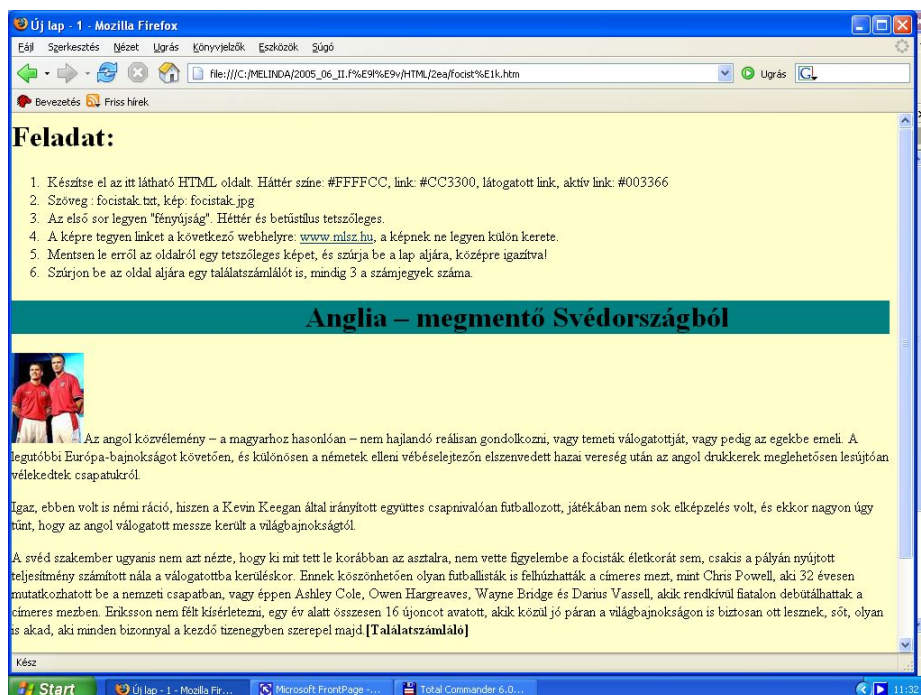 Új lap - 1 - Mozilla Firefox
Fájl Szerkesztés Nézet Ugrás Könyvjelzők Eszközök Súgó
file:///C:/MELINDA/2005_06_II.f%E9l%E9v/HTML/2ea/focist%E1k.htm
Ugrás
Bevezetés Friss hírek
Feladat:
1. Készítse el az itt látható HTML oldalt. Háttér színe: #FFFFCC, link: #CC3300, látogatott link, aktív link: #003366
2. Szöveg : focistak.txt, kép: focistak.jpg
3. Az első sor legyen "fényújság". Héttér és betűstílus tetszőleges.
4. A képre tegyen linket a következő webhelyre: www.mlsz.hu, a képnek ne legyen külön kerete.
5. Mentsen le erről az oldalról egy tetszőleges képet, és szúrja be a lap aljára, középre igazítva!
6. Szúrjon be az oldal aljára egy találatszámlálót is, mindig 3 a számjegyek száma.
Anglia – megmentő Svédországból
Az angol közvélemény – a magyarhoz hasonlóan – nem hajlandó reálisan gondolkozni, vagy temeti válogatottját, vagy pedig az egekbe emeli. A
legutóbbi Európa-bajnokságot követően, és különösen a németek elleni vébéselejtezőn elszenvedett hazai vereség után az angol drukkerek meglehetősen lesújtóan
vélekedtek csapatukról.
Igaz, ebben volt is némi ráció, hiszen a Kevin Keegan által irányított együttes csapnivalóan futballozott, játékában nem sok elképzelés volt, és ekkor nagyon úgy
tűnt, hogy az angol válogatott messze került a világbajnokságtól.
A svéd szakember ugyanis nem azt nézte, hogy ki mit tett le korábban az asztalra, nem vette figyelembe a focisták életkorát sem, csakis a pályán nyújtott
teljesítmény számított nála a válogatottba kerüléskor. Ennek köszönhetően olyan futballisták is felhúzhatták a címeres mezt, mint Chris Powell, aki 32 évesen
mutatkozhatott be a nemzeti csapatban, vagy éppen Ashley Cole, Owen Hargreaves, Wayne Bridge és Darius Vassell, akik rendkívül fiatalon debütálhattak a
címeres mezben. Eriksson nem félt kísérletezni, egy év alatt összesen 16 újoncot avatott, akik közül jó páran a világbajnokságon is biztosan ott lesznek, sőt, olyan
is akad, aki minden bizonnyal a kezdő tizenegyben szerepel majd.[Találatszámláló]
Kész
Start Új lap - 1 - Mozilla Fir... Microsoft FrontPage -... Total Commander 6.0... 11:32